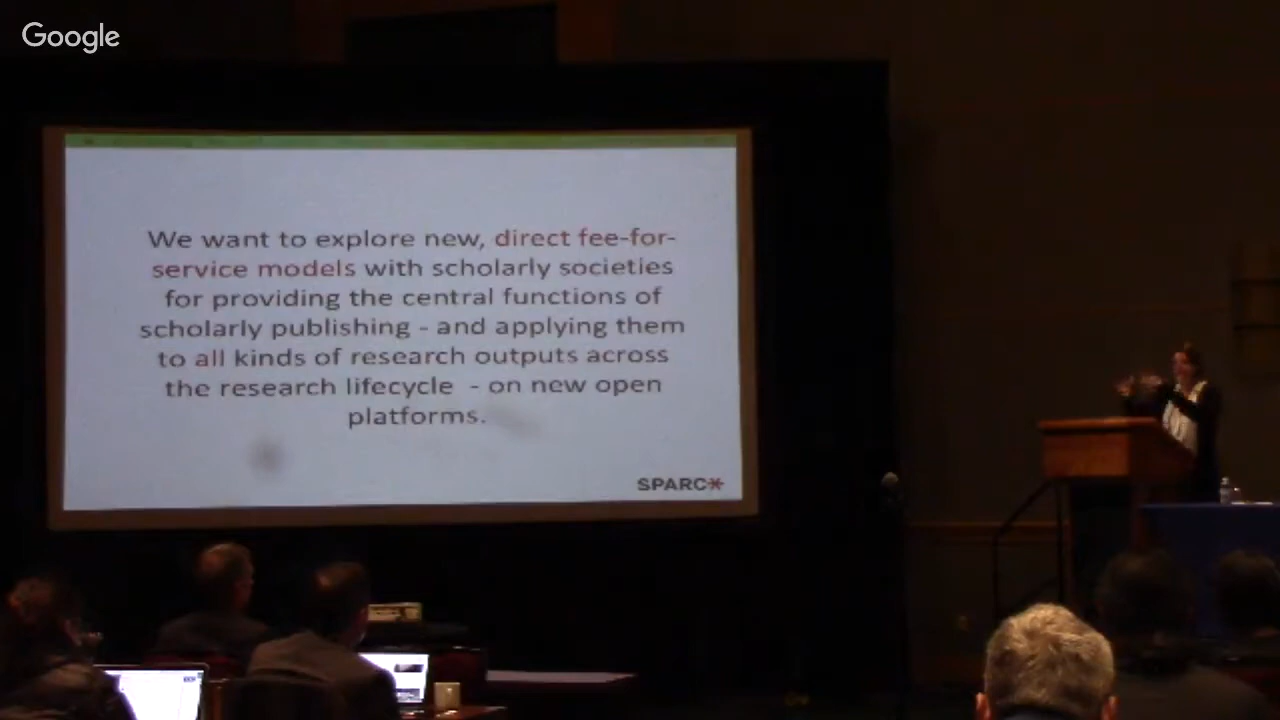 Google
We want to explore new, direct fee-for-
service models with scholarly societies
for providing the central functions of
scholarly publishing - and applying them
to all kinds of research outputs across
the research lifecycle - on new open
platforms.
SPARC*